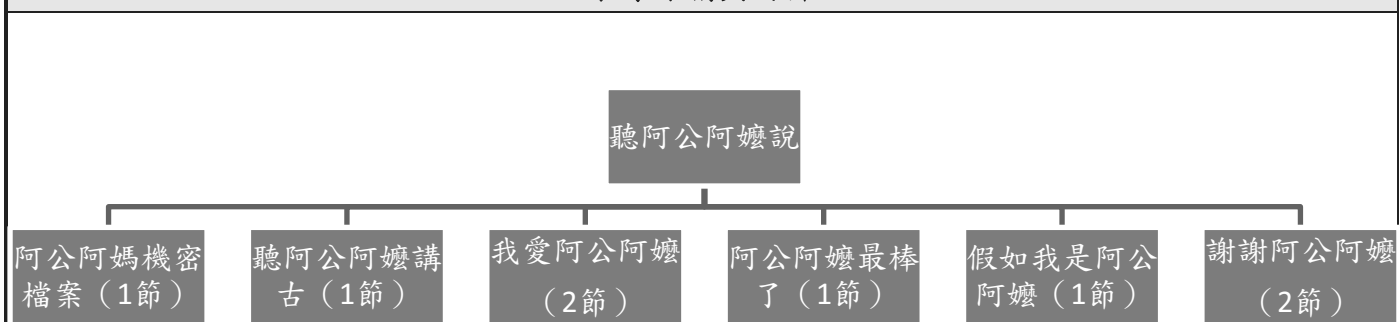 聽阿公阿嬤說
阿公阿媽機密
檔案（1節）
聽阿公阿嬤講
古（1節）
我愛阿公阿嬤
（2節）
阿公阿嬤最棒
了（1節）
假如我是阿公
阿嬤（1節）
謝謝阿公阿嬤
（2節）